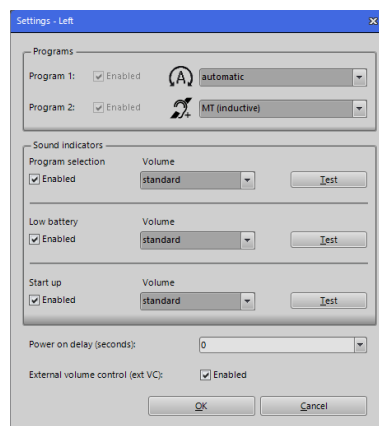 Settings - Left
Programs
Program 1: Enabled automatic
Program 2: Enabled MT (inductive)
Sound indicators
Program selection Volume
Enabled standard Test
Low battery Volume
Enabled standard Test
Start up Volume
Enabled standard Test
Power on delay (seconds): 0
External volume control (ext VC): Enabled
OK Cancel